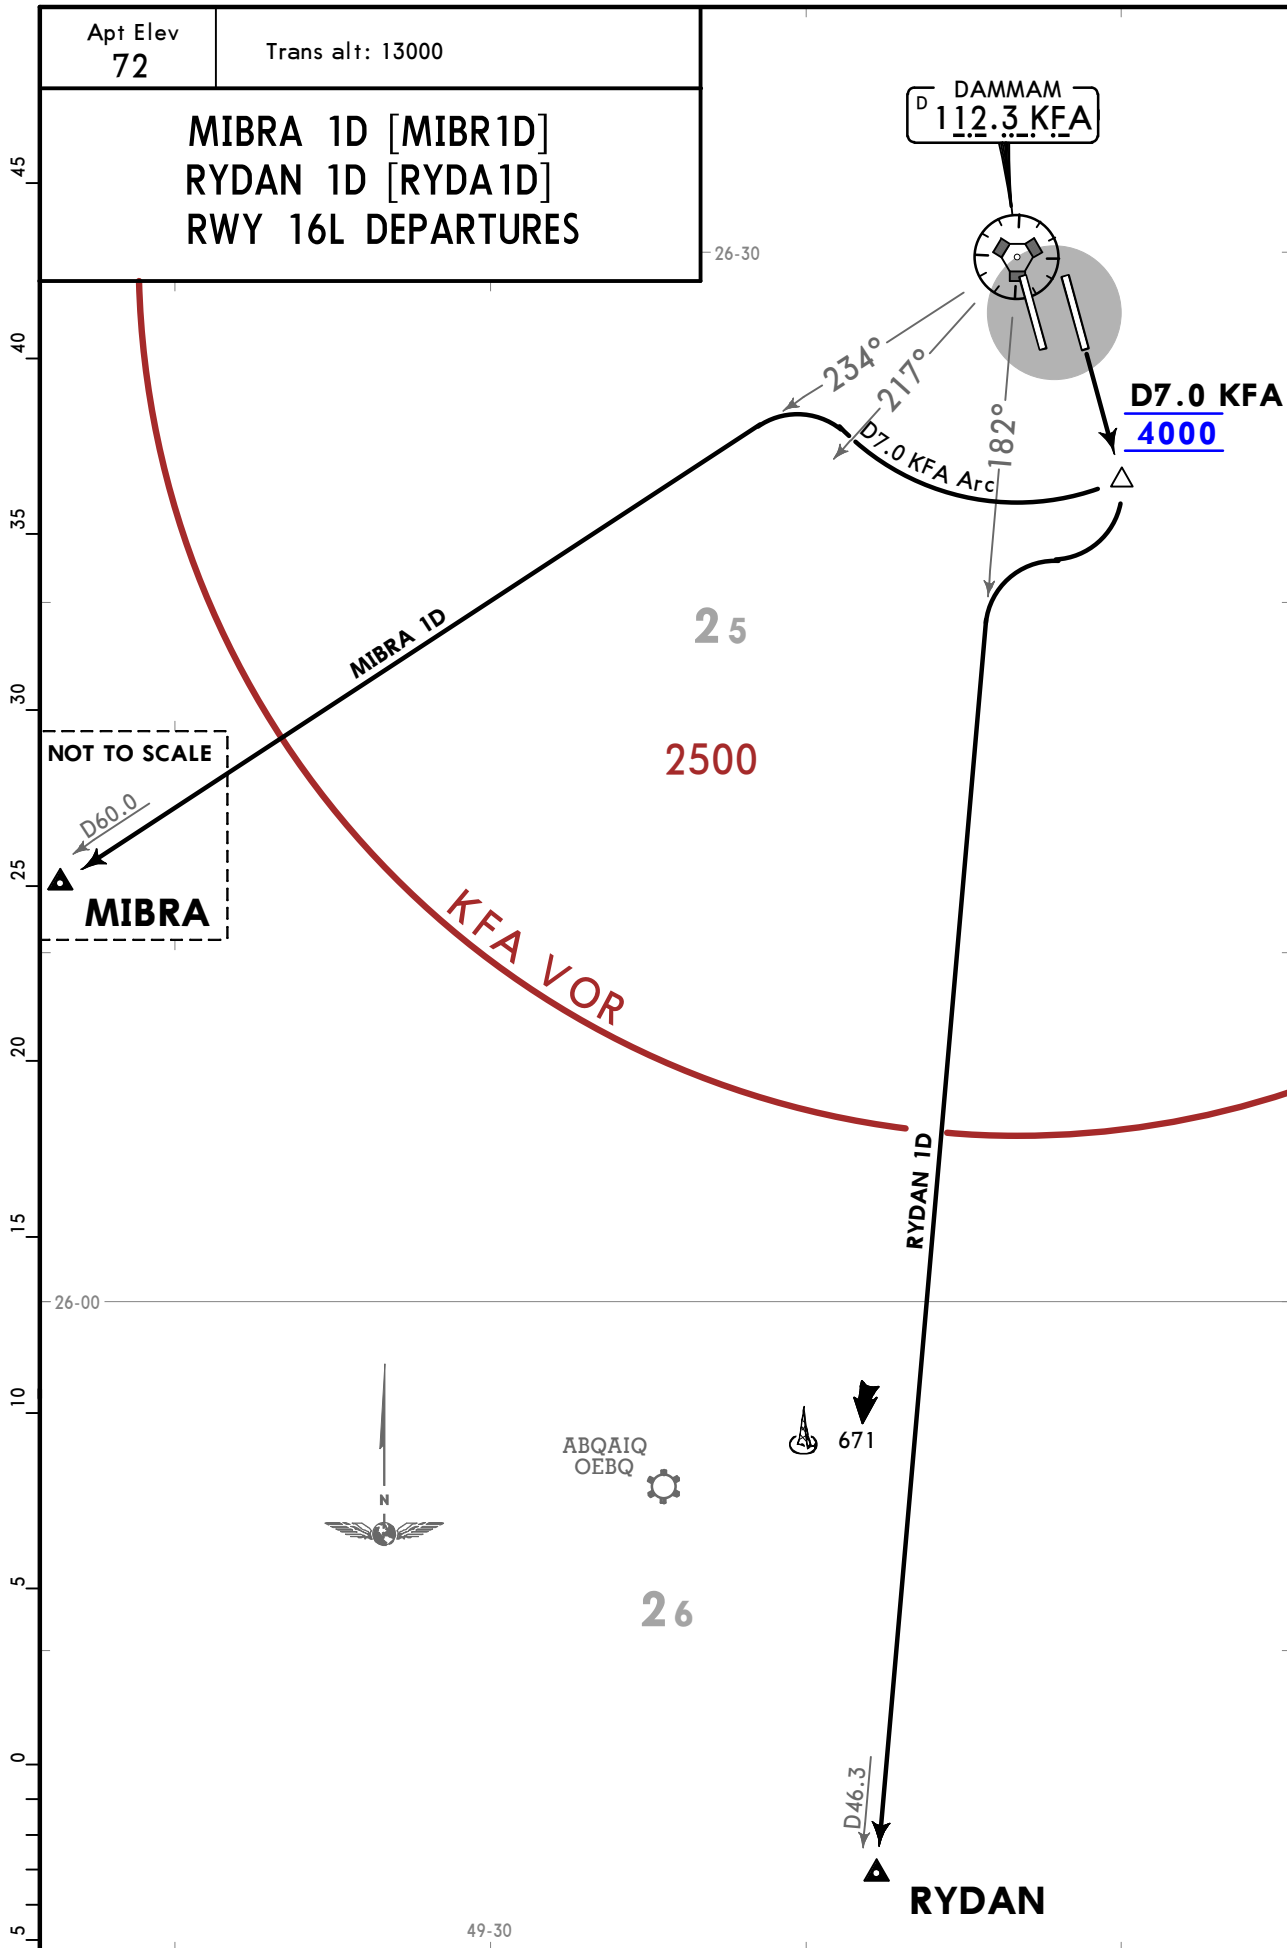 Apt Elev
72
Trans alt: 13000
MIBRA 1D [MIBR1D]
RYDAN 1D [RYDA1D]
RWY 16L DEPARTURES
DAMMAM
D 112.3 KFA
26-30
234°
217°
182°
D7.0 KFA
4000
D7.0 KFA Arc
MIBRA 1D
25
2500
NOT TO SCALE
D60.0
MIBRA
KFA VOR
RYDAN 1D
26-00
N
ABQAIQ
OEBQ
671
26
D46.3
RYDAN
49-30
45
40
35
30
25
20
15
10
5
0
5